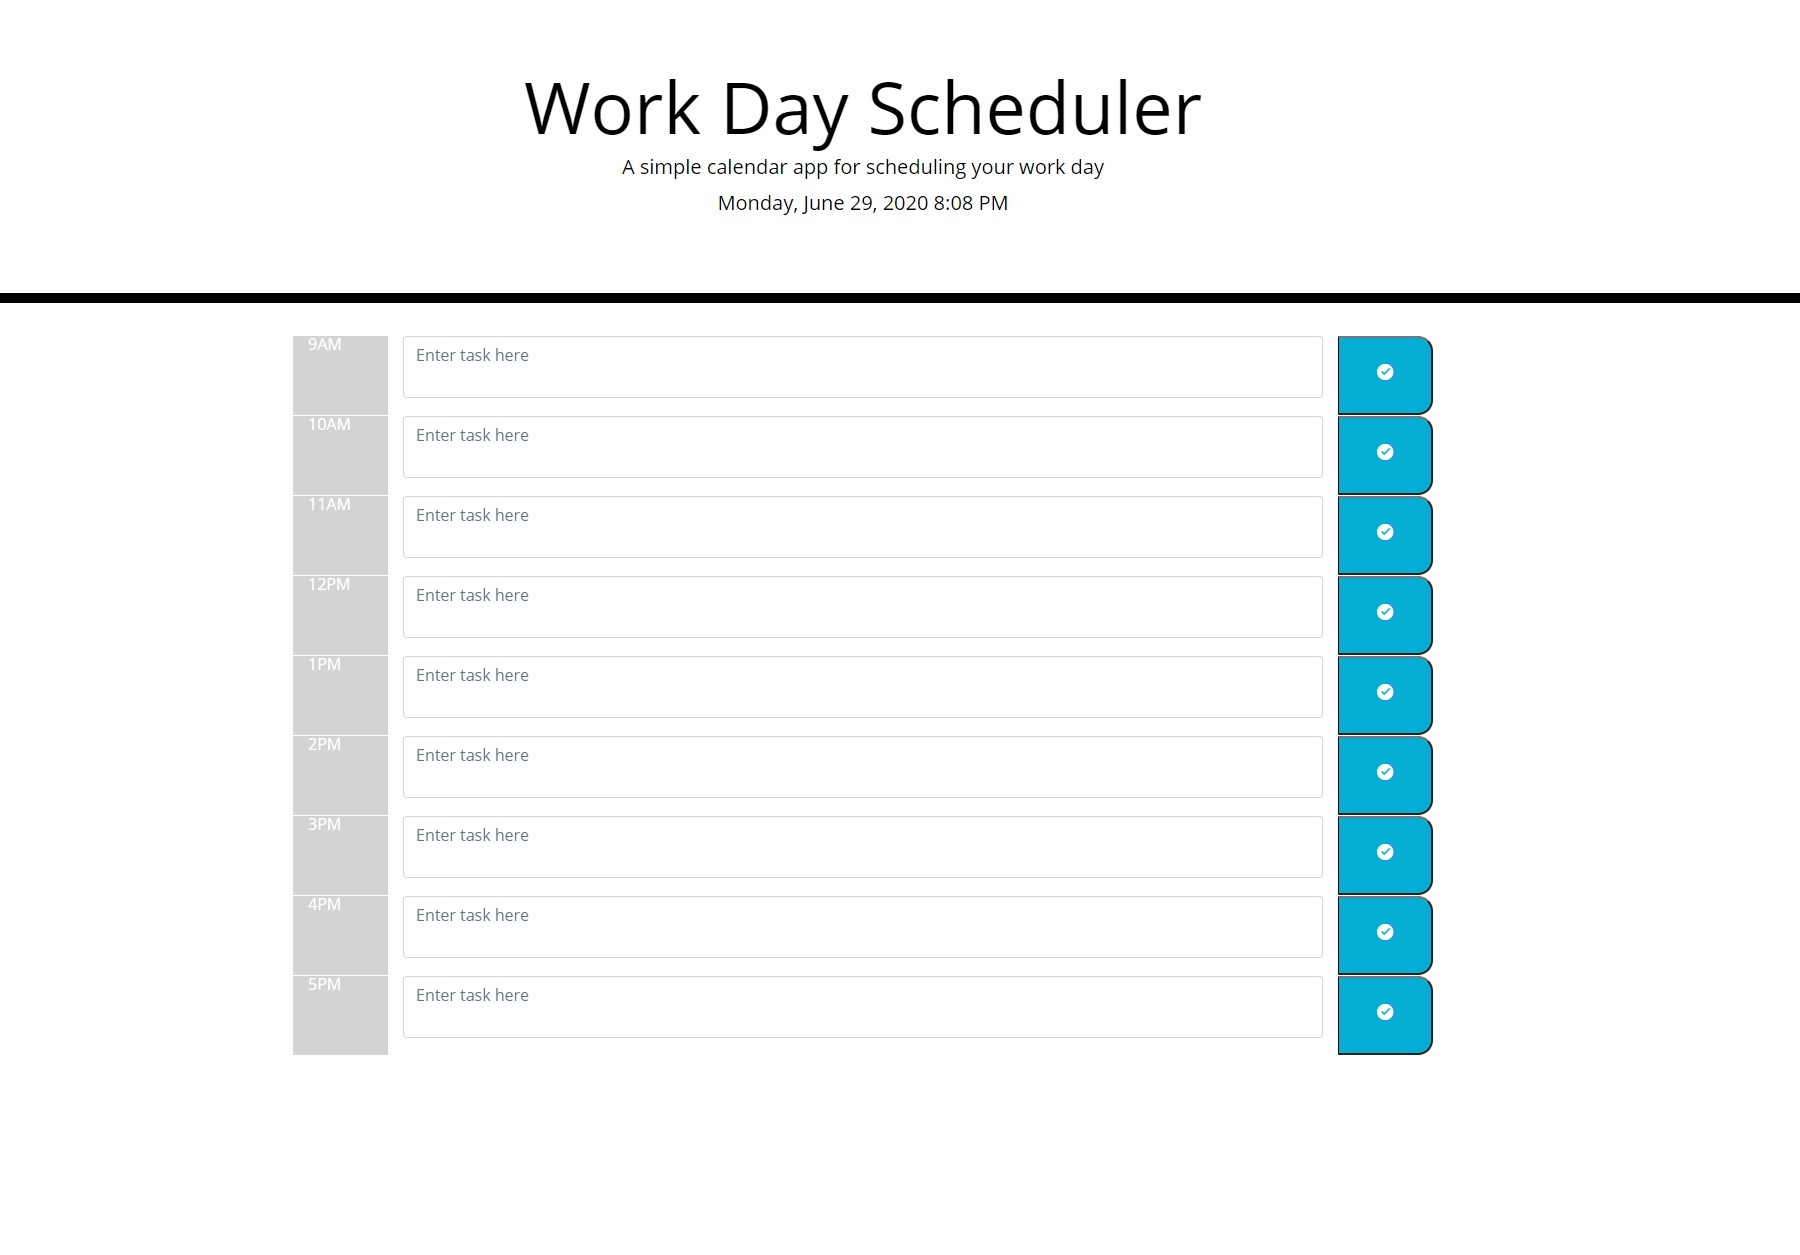 Work Day Scheduler
A simple calendar app for scheduling your work day
Monday, June 29, 2020 8:08 PM
9AM
Enter task here
10AM
Enter task here
11AM
Enter task here
12PM
Enter task here
1PM
Enter task here
2PM
Enter task here
3PM
Enter task here
4PM
Enter task here
5PM
Enter task here